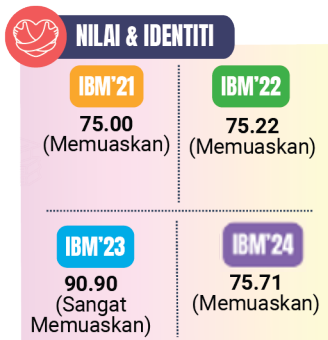 NILAI & IDENTITI
IBM'21
75.00
(Memuaskan)
IBM'22
75.22
(Memuaskan)
IBM'23
90.90
(Sangat
Memuaskan)
IBM'24
75.71
(Memuaskan)